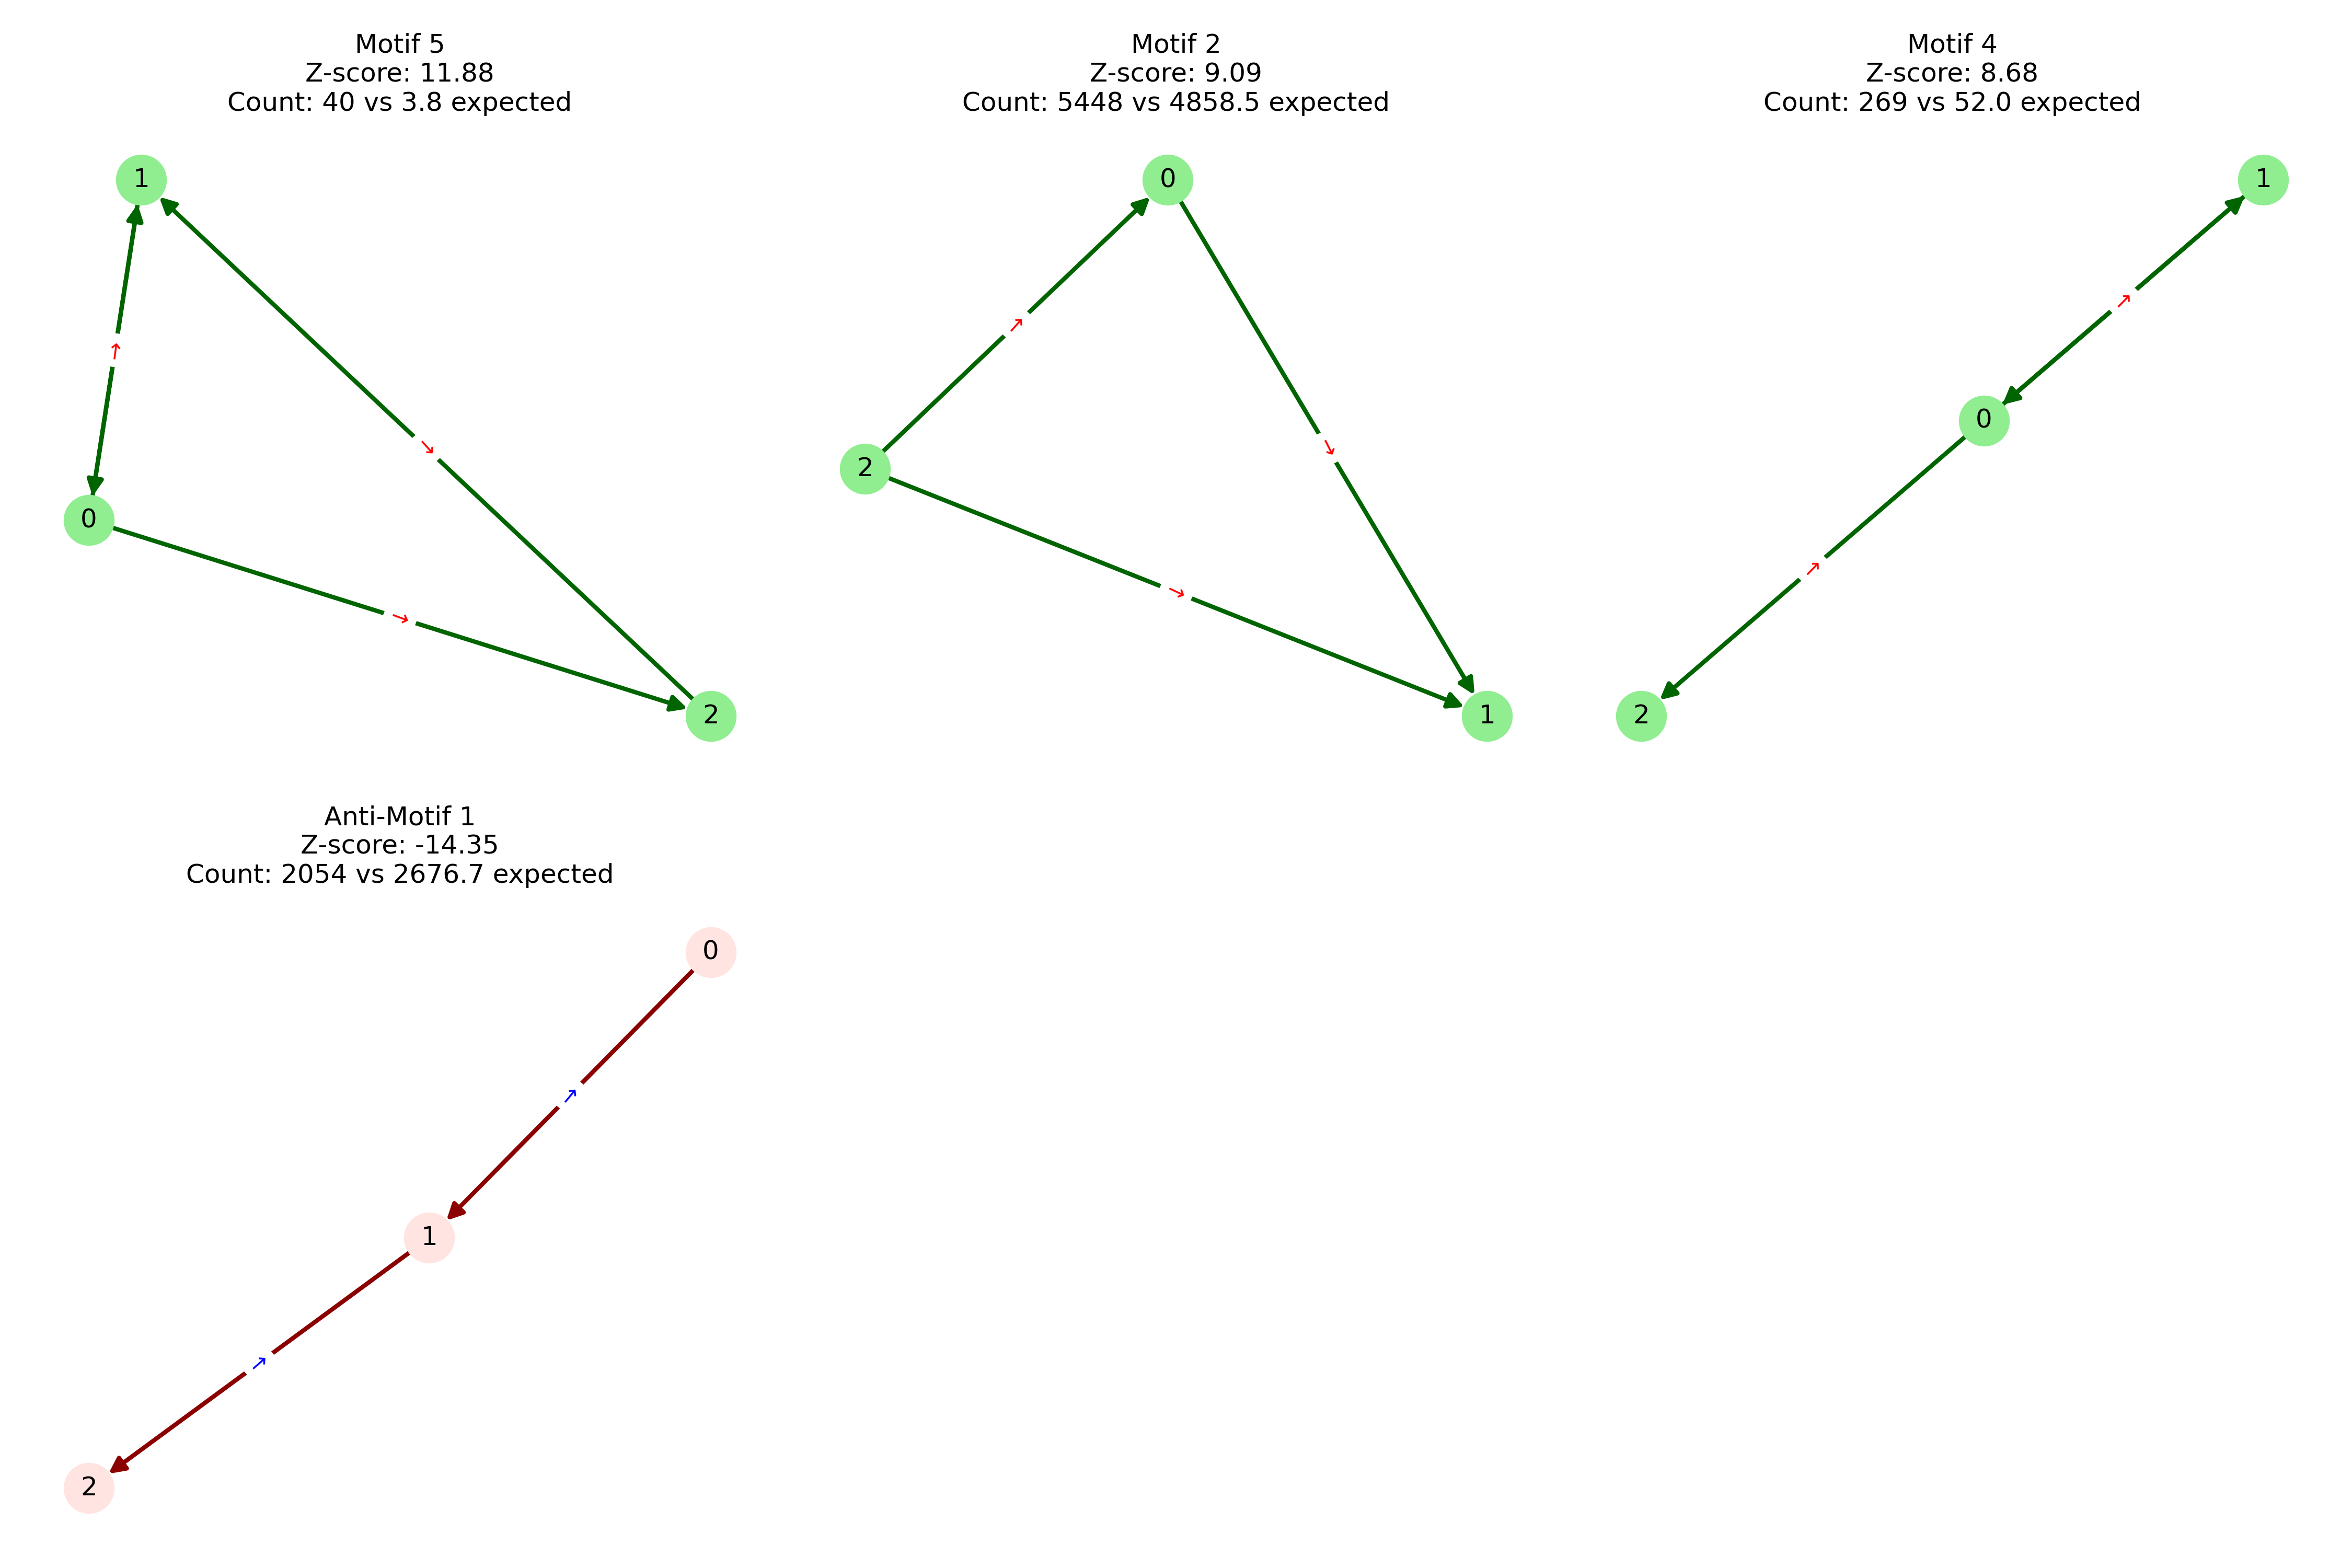 Motif 5
Z-score: 11.88
Count: 40 vs 3.8 expected
Motif 2
Z-score: 9.09
Count: 5448 vs 4858.5 expected
Motif 4
Z-score: 8.68
Count: 269 vs 52.0 expected
1
→
→
0
→
2
0
→
→
2
→
1
1
→
0
→
2
Anti-Motif 1
Z-score: -14.35
Count: 2054 vs 2676.7 expected
0
→
1
→
2